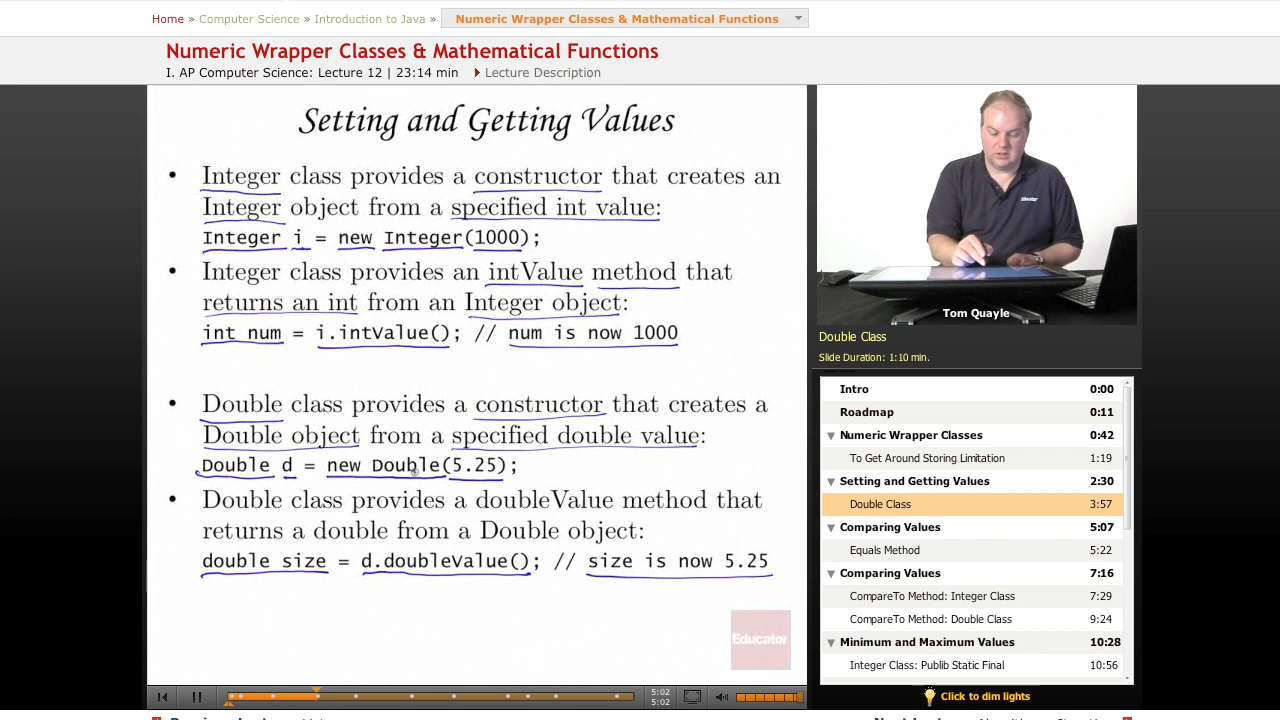 Home » Computer Science » Introduction to Java » Numeric Wrapper Classes & Mathematical Functions
Numeric Wrapper Classes & Mathematical Functions
I. AP Computer Science: Lecture 12 | 23:14 min Lecture Description
Setting and Getting Values
• Integer class provides a constructor that creates an
Integer object from a specified int value:
Integer i = new Integer(1000);
• Integer class provides an intValue method that
returns an int from an Integer object:
int num = i.intValue(); // num is now 1000
• Double class provides a constructor that creates a
Double object from a specified double value:
Double d = new Double(5.25);
• Double class provides a doubleValue method that
returns a double from a Double object:
double size = d.doubleValue(); // size is now 5.25
Educator
5:02
5:02
Tom Quayle
Double Class
Slide Duration: 1:10 min.
Intro 0:00
Roadmap 0:11
Numeric Wrapper Classes 0:42
To Get Around Storing Limitation 1:19
Setting and Getting Values 2:30
Double Class 3:57
Comparing Values 5:07
Equals Method 5:22
Comparing Values 7:16
CompareTo Method: Integer Class 7:29
CompareTo Method: Double Class 9:24
Minimum and Maximum Values 10:28
Integer Class: Publib Static Final 10:56
Click to dim lights